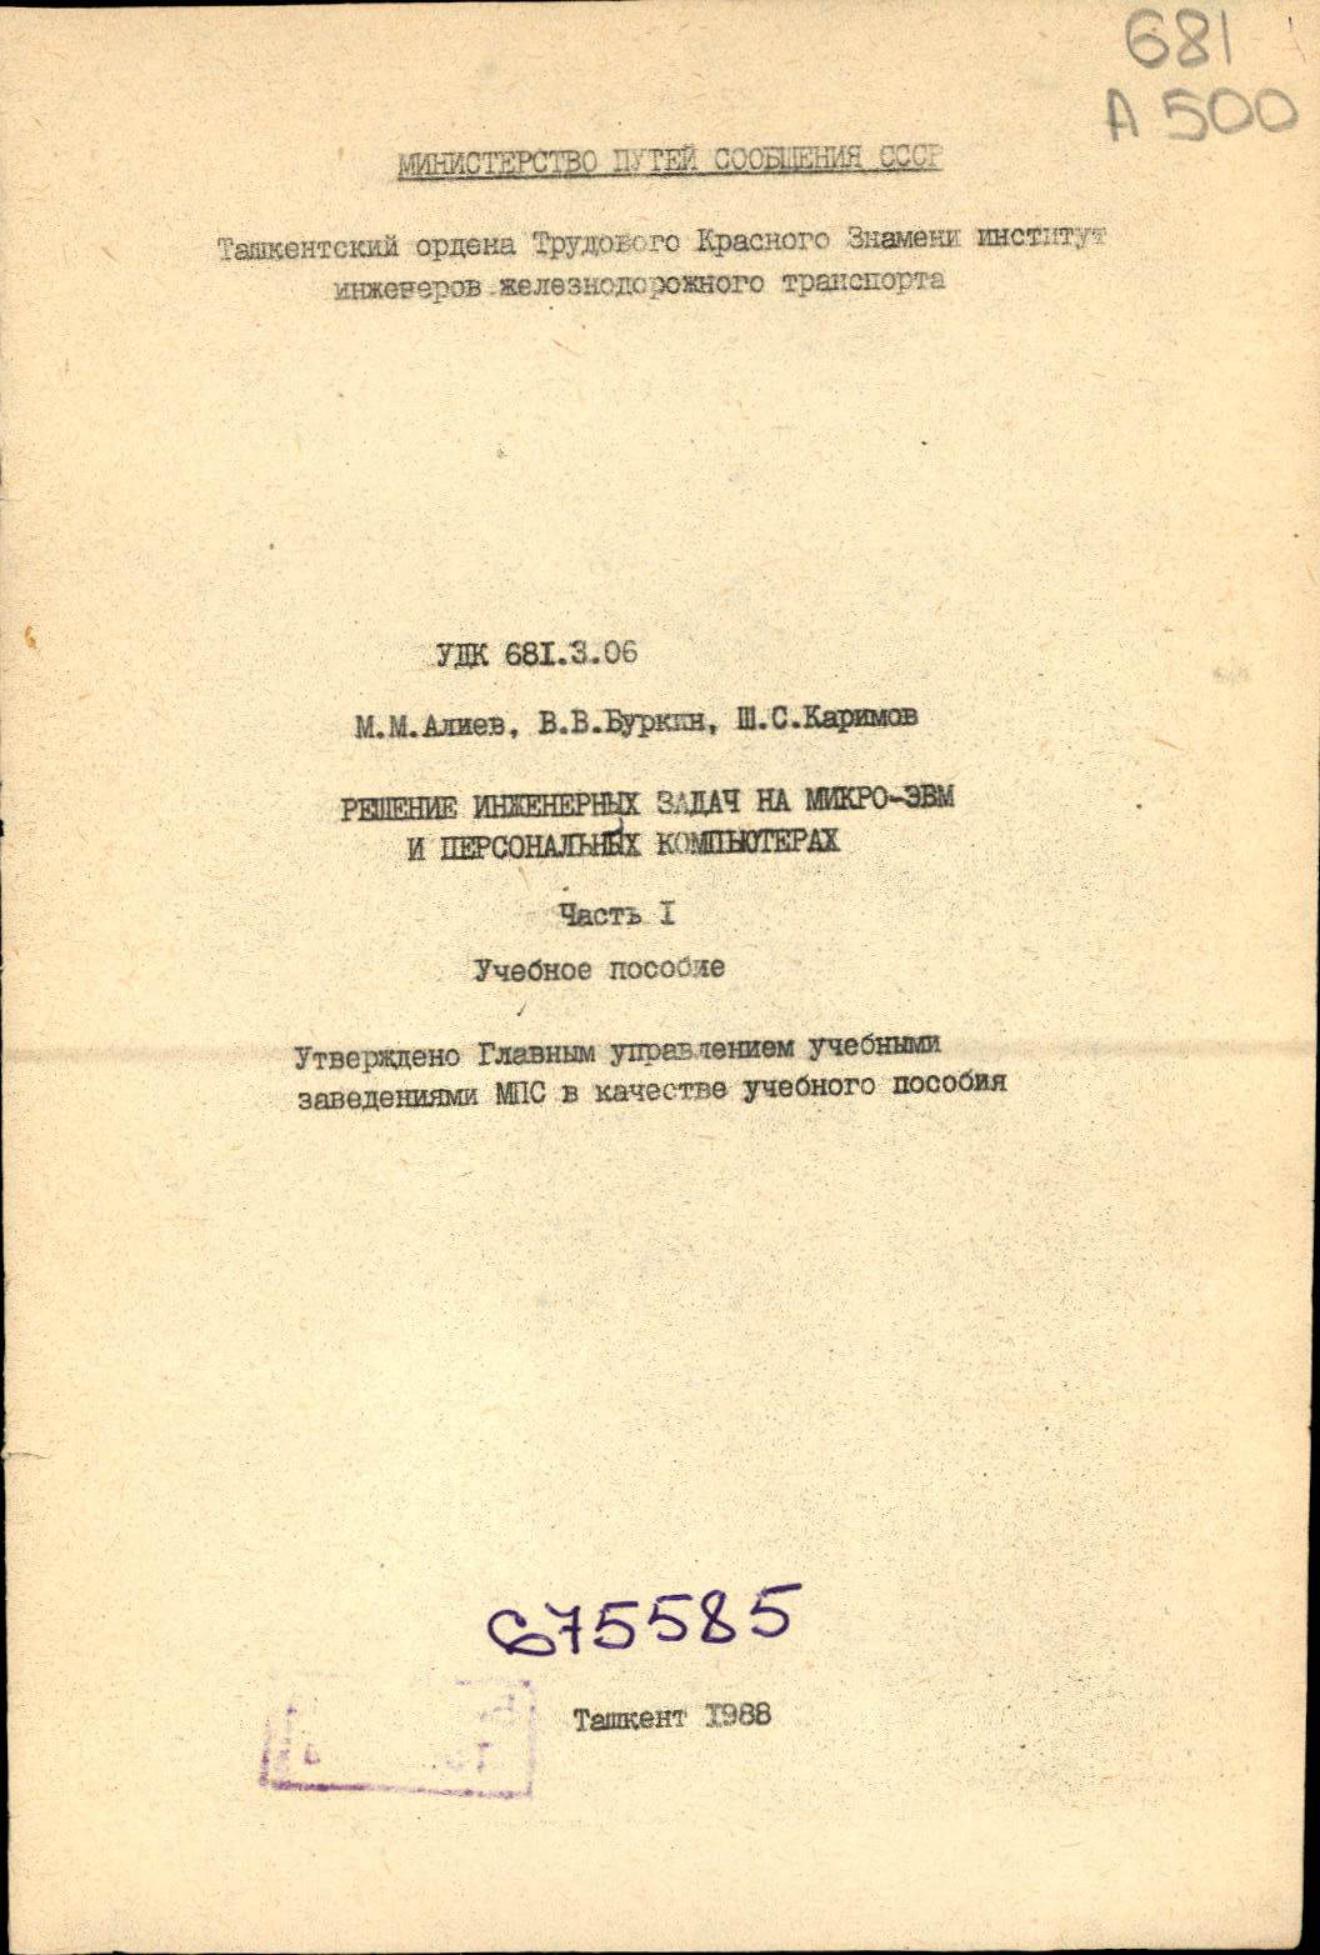 681
А 500
МИНИСТЕРСТВО ПУТЕЙ СООБЩЕНИЯ СССР
Ташкентский ордена Трудового Красного Знамени институт
инженеров железнодорожного транспорта
УДК 681.3.06
М.М.Алиев, В.В.Буркин, Ш.С.Каримов
РЕШЕНИЕ ИНЖЕНЕРНЫХ ЗАДАЧ НА МИКРО-ЭВМ
И ПЕРСОНАЛЬНЫХ КОМПЬЮТЕРАХ
Часть I
Учебное пособие
Утверждено Главным управлением учебными
заведениями МПС в качестве учебного пособия
675585
Ташкент 1988